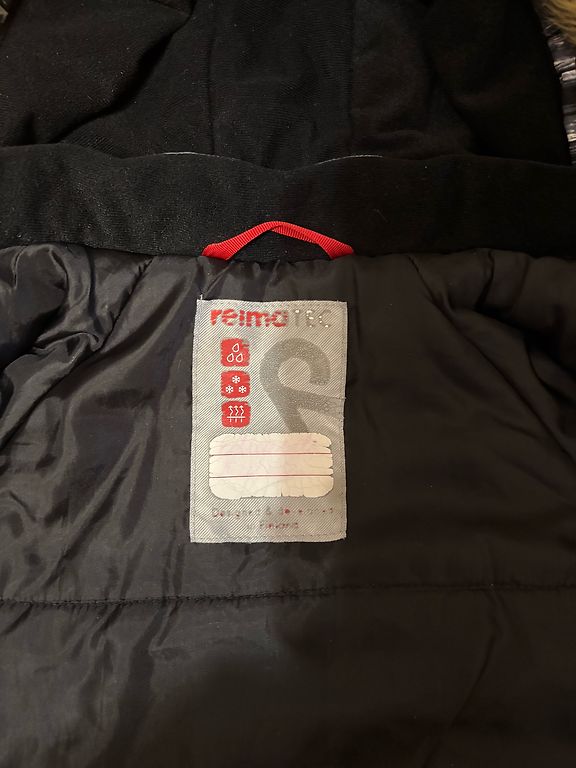 reimaTEC
Designed & developed
in Finland